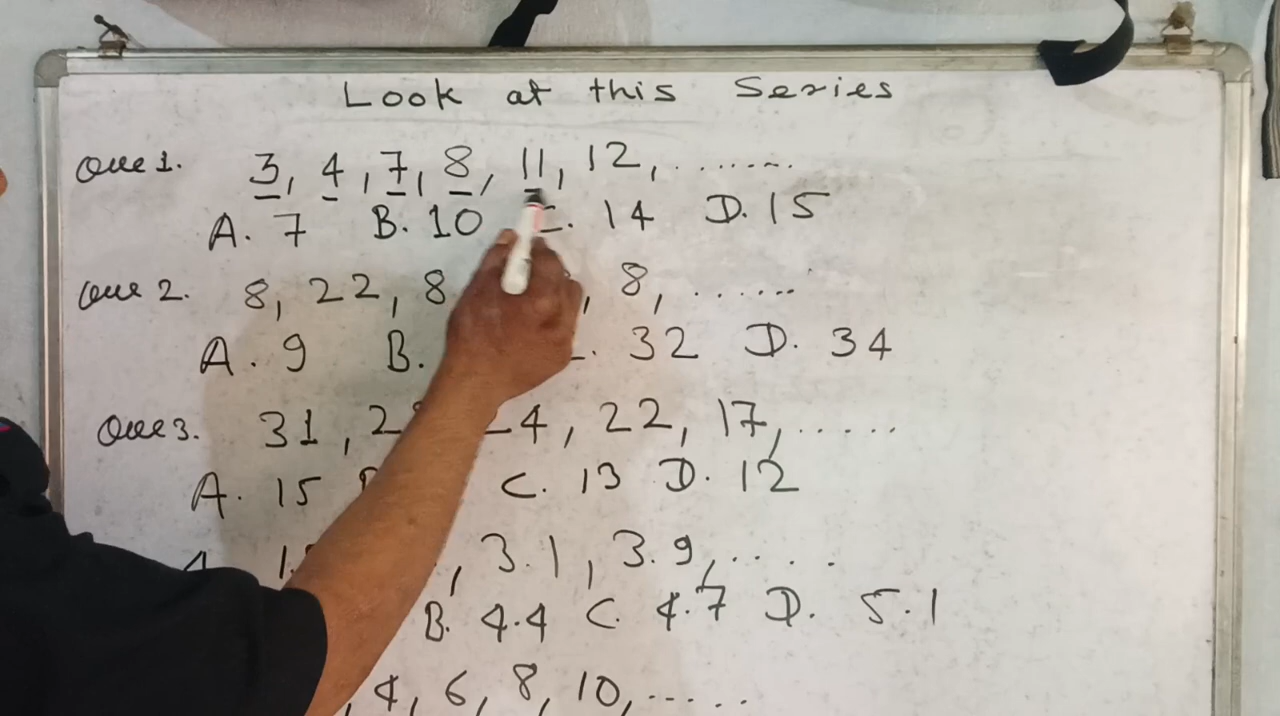 Look at this Series
Que 1. 3, 4, 7, 8, 11, 12, ........
A. 7 B. 10 C. 14 D. 15
Que 2. 8, 22, 8 , 8, ......
A. 9 B. 32 D. 34
Que 3. 31, 24, 22, 17, ......
A. 15 C. 13 D. 12
, 3.1, 3.9, .....
B. 4.4 C. 4.7 D. 5.1
, 4, 6, 8, 10, .....